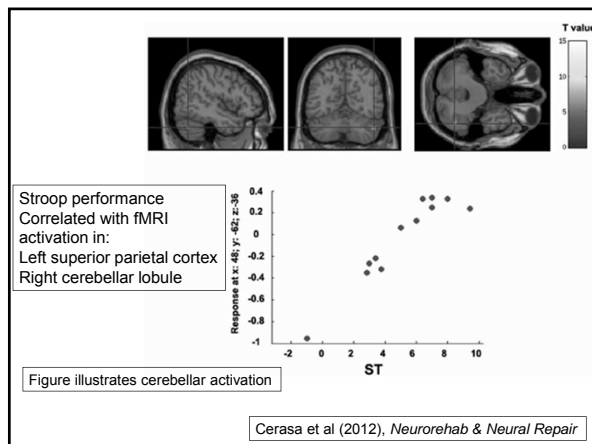 T value
15
10
5
0
Stroop performance
Correlated with fMRI
activation in:
Left superior parietal cortex
Right cerebellar lobule
Response at x: 48; y: -62; z:-36
0.4
0.2
0
-0.2
-0.4
-0.6
-0.8
-1
-2
0
2
4
6
8
10
ST
Figure illustrates cerebellar activation
Cerasa et al (2012), Neurorehab & Neural Repair